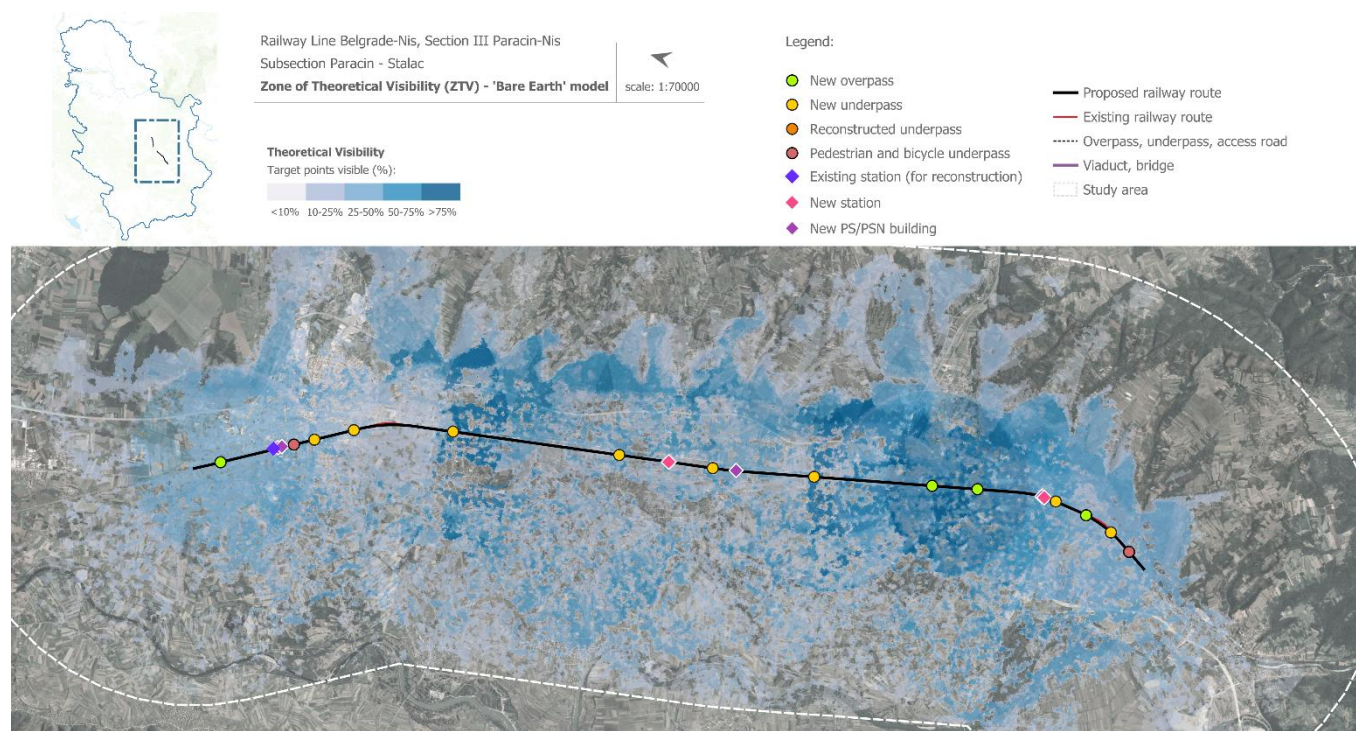 Railway Line Belgrade-Nis, Section III Paracin-Nis
Subsection Paracin - Stalac
Zone of Theoretical Visibility (ZTV) - 'Bare Earth' model
scale: 1:70000
Theoretical Visibility
Target points visible (%):
<10% 10-25% 25-50% 50-75% >75%
Legend:
New overpass
New underpass
Reconstructed underpass
Pedestrian and bicycle underpass
Existing station (for reconstruction)
New station
New PS/PSN building
Proposed railway route
Existing railway route
Overpass, underpass, access road
Viaduct, bridge
Study area